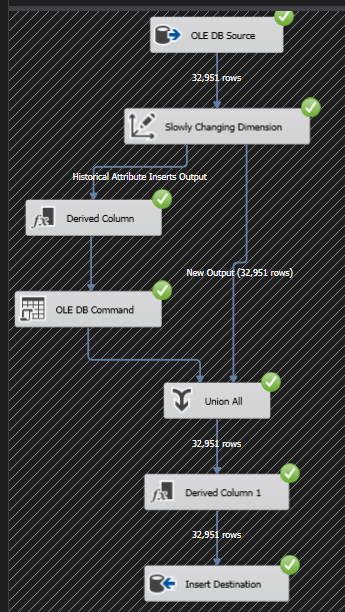 OLE DB Source
32,951 rows
Slowly Changing Dimension
Historical Attribute Inserts Output
Derived Column
New Output (32,951 rows)
OLE DB Command
Union All
32,951 rows
Derived Column 1
32,951 rows
Insert Destination